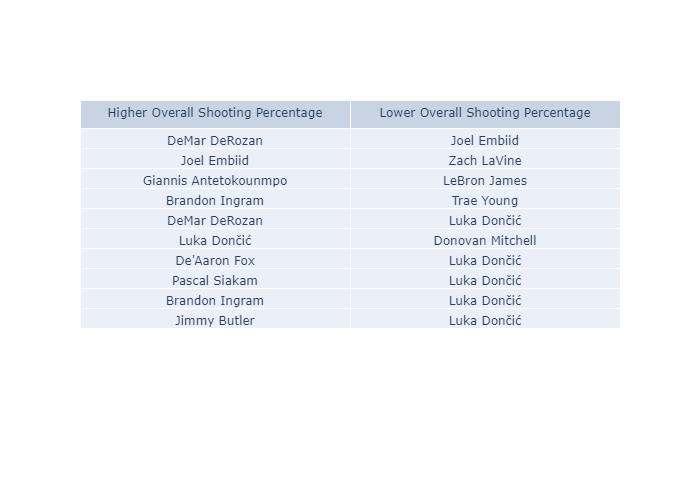 Higher Overall Shooting Percentage Lower Overall Shooting Percentage
DeMar DeRozan Joel Embiid
Joel Embiid Zach LaVine
Giannis Antetokounmpo LeBron James
Brandon Ingram Trae Young
DeMar DeRozan Luka Dončić
Luka Dončić Donovan Mitchell
De'Aaron Fox Luka Dončić
Pascal Siakam Luka Dončić
Brandon Ingram Luka Dončić
Jimmy Butler Luka Dončić